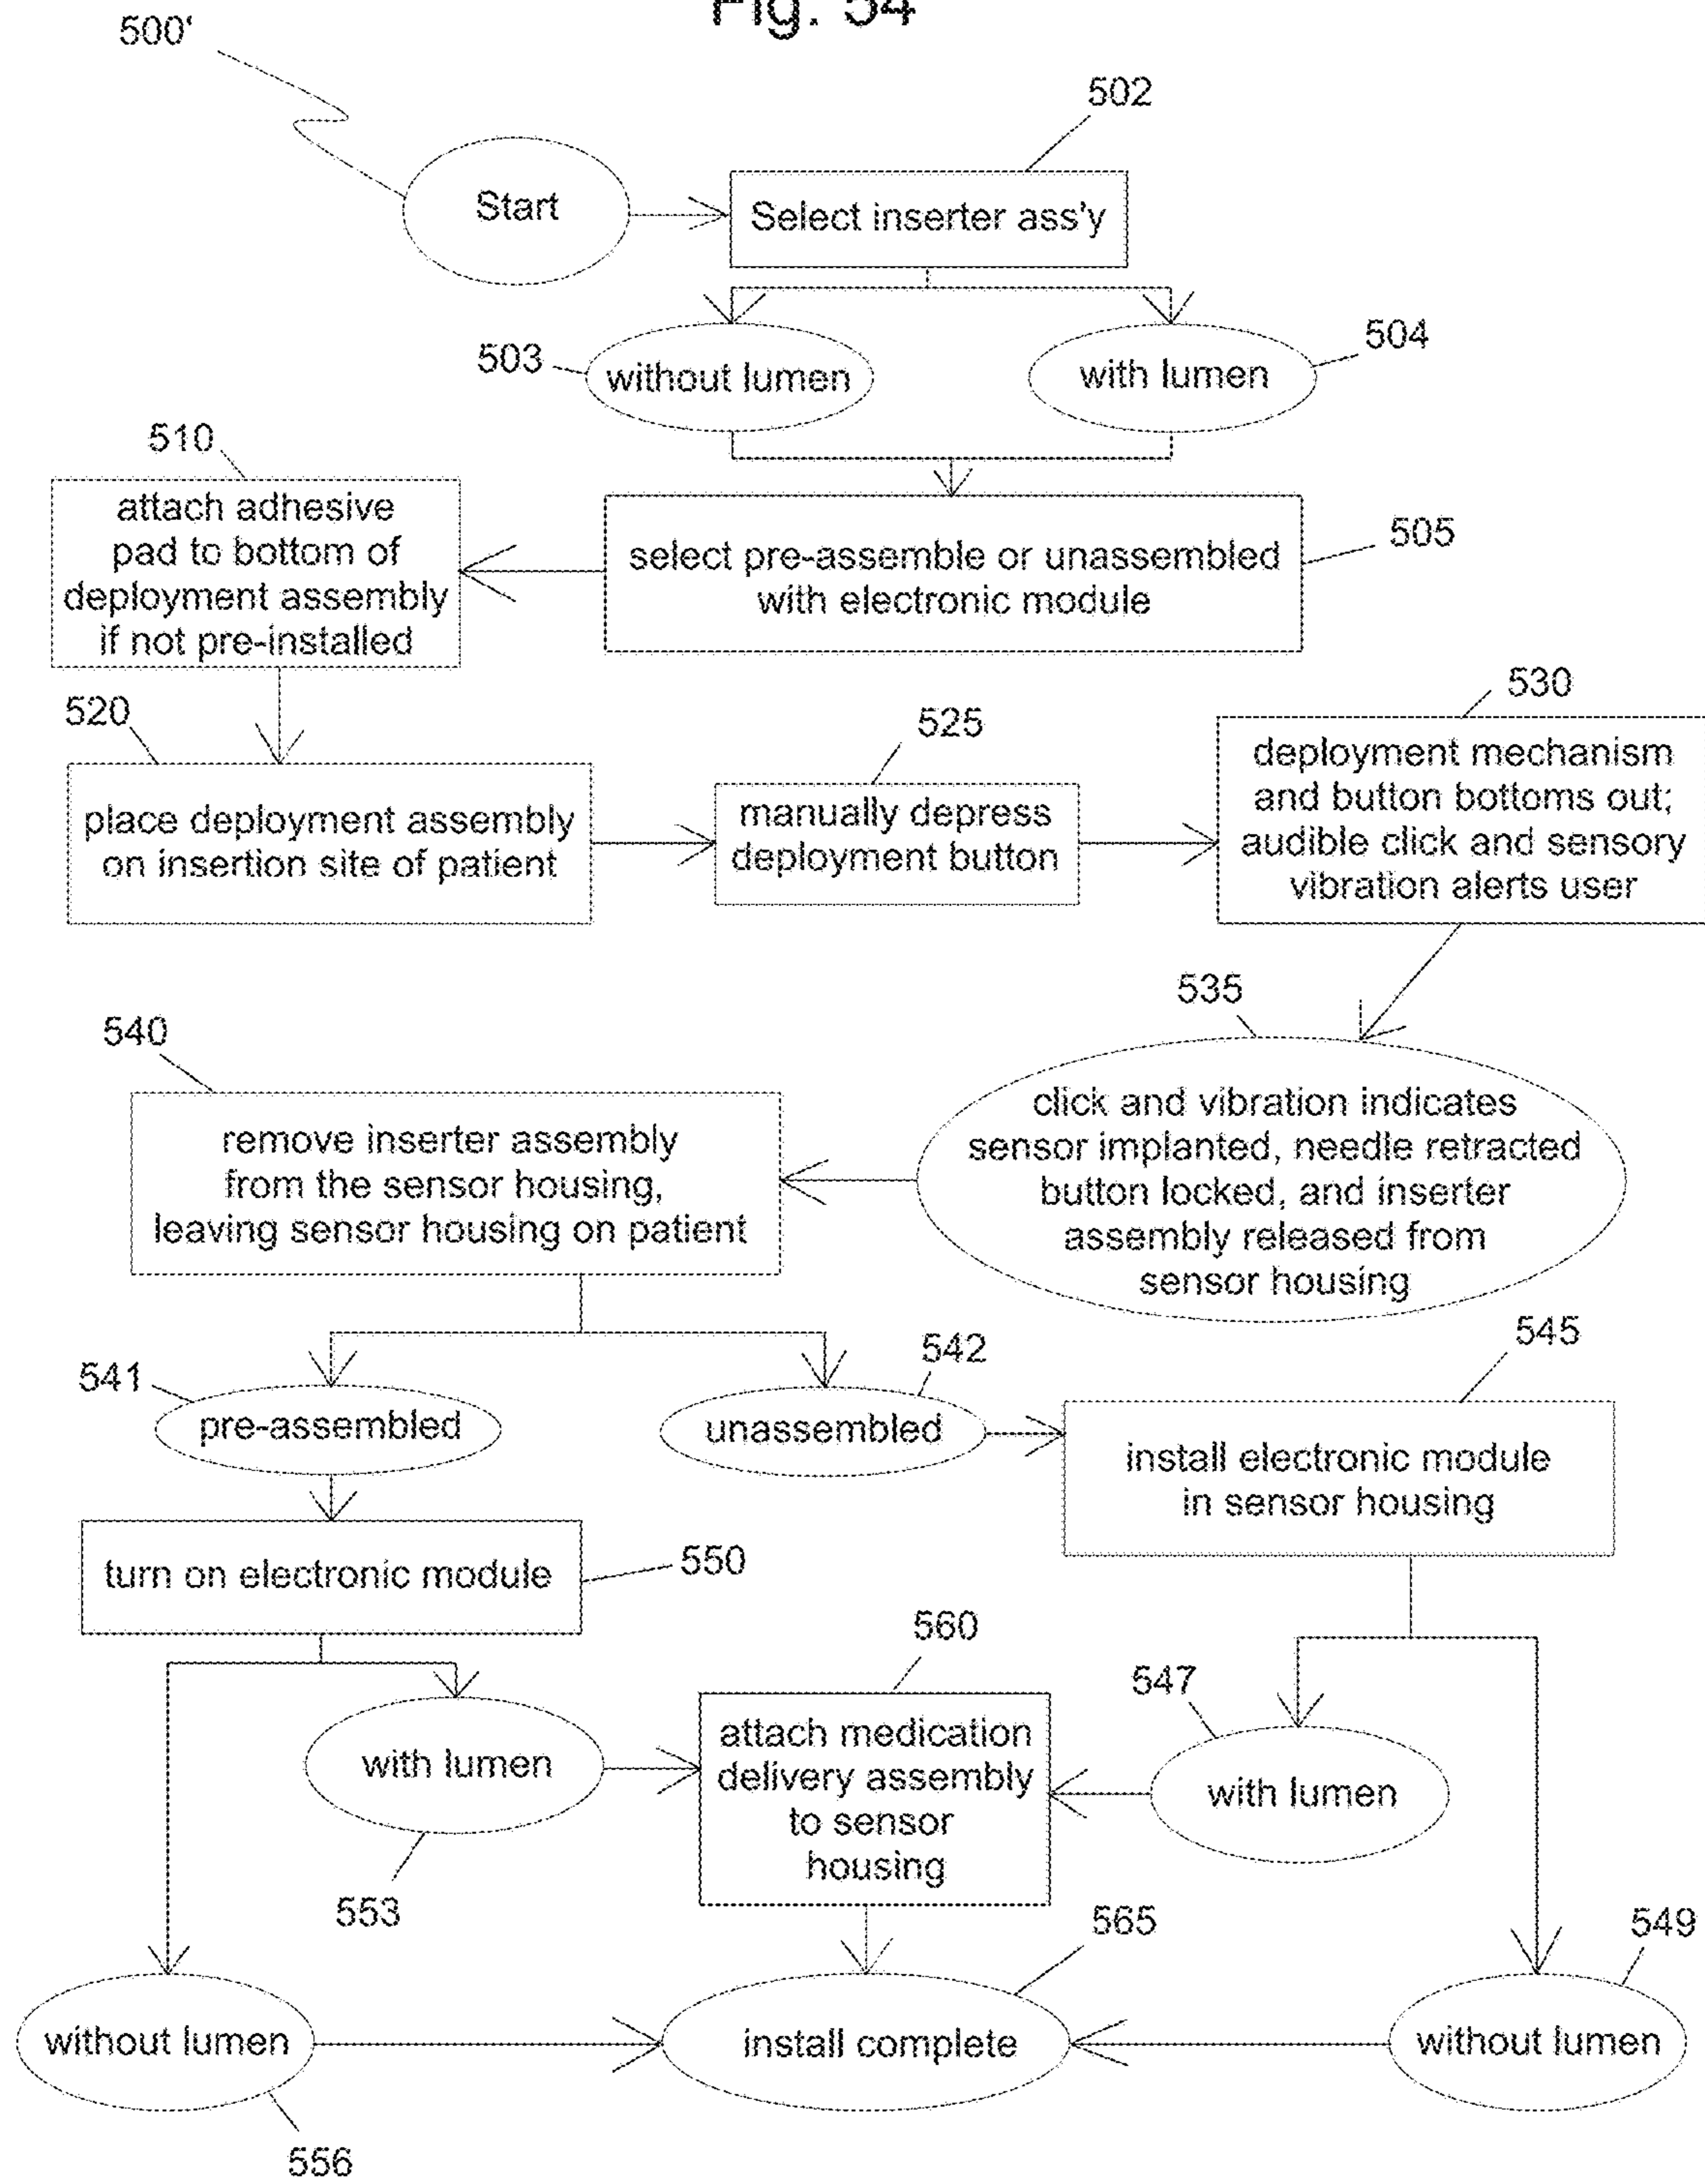 Fig. 54
500'
502
Start
Select inserter ass'y
503
without lumen
with lumen
504
510
attach adhesive
pad to bottom of
deployment assembly
if not pre-installed
select pre-assemble or unassembled
with electronic module
505
520
place deployment assembly
on insertion site of patient
525
manually depress
deployment button
530
deployment mechanism
and button bottoms out;
audible click and sensory
vibration alerts user
535
click and vibration indicates
sensor implanted, needle retracted
button locked, and inserter
assembly released from
sensor housing
540
remove inserter assembly
from the sensor housing,
leaving sensor housing on patient
541
pre-assembled
542
unassembled
545
install electronic module
in sensor housing
turn on electronic module
550
553
with lumen
560
attach medication
delivery assembly
to sensor
housing
547
with lumen
565
549
without lumen
install complete
without lumen
556